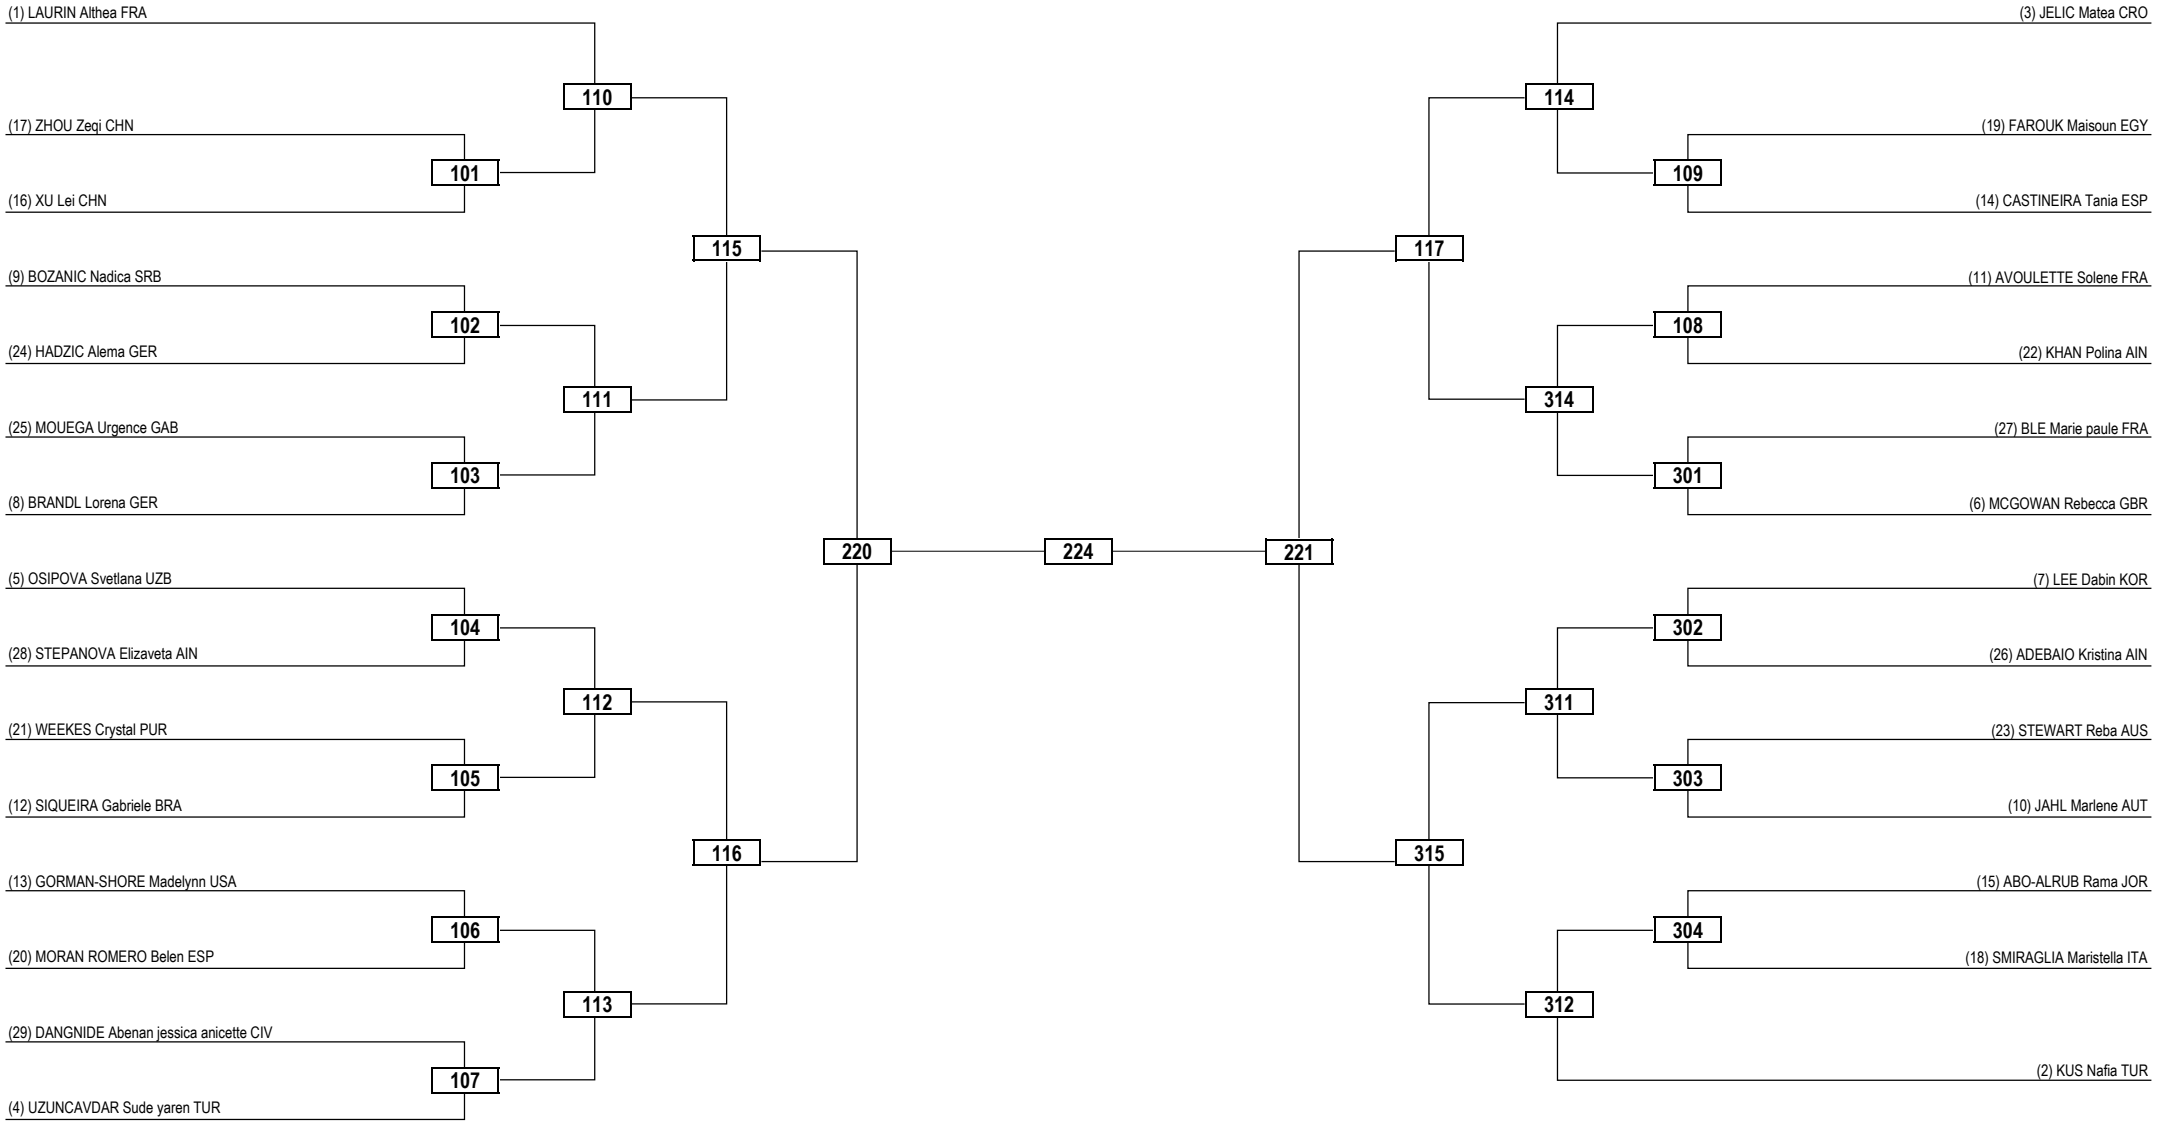 (1) LAURIN Althea FRA
110
(17) ZHOU Zeqi CHN
101
(16) XU Lei CHN
115
(9) BOZANIC Nadica SRB
102
(24) HADZIC Alema GER
111
(25) MOUEGA Urgence GAB
103
(8) BRANDL Lorena GER
220
(5) OSIPOVA Svetlana UZB
104
(28) STEPANOVA Elizaveta AIN
112
(21) WEEKES Crystal PUR
105
(12) SIQUEIRA Gabriele BRA
116
(13) GORMAN-SHORE Madelynn USA
106
(20) MORAN ROMERO Belen ESP
113
(29) DANGNIDE Abenan jessica anicette CIV
107
(4) UZUNCAVDAR Sude yaren TUR
224
(3) JELIC Matea CRO
114
(19) FAROUK Maisoun EGY
109
(14) CASTINEIRA Tania ESP
117
(11) AVOULETTE Solene FRA
108
(22) KHAN Polina AIN
314
(27) BLE Marie paule FRA
301
(6) MCGOWAN Rebecca GBR
221
(7) LEE Dabin KOR
302
(26) ADEBAIO Kristina AIN
311
(23) STEWART Reba AUS
303
(10) JAHL Marlene AUT
315
(15) ABO-ALRUB Rama JOR
304
(18) SMIRAGLIA Maristella ITA
312
(2) KUS Nafia TUR